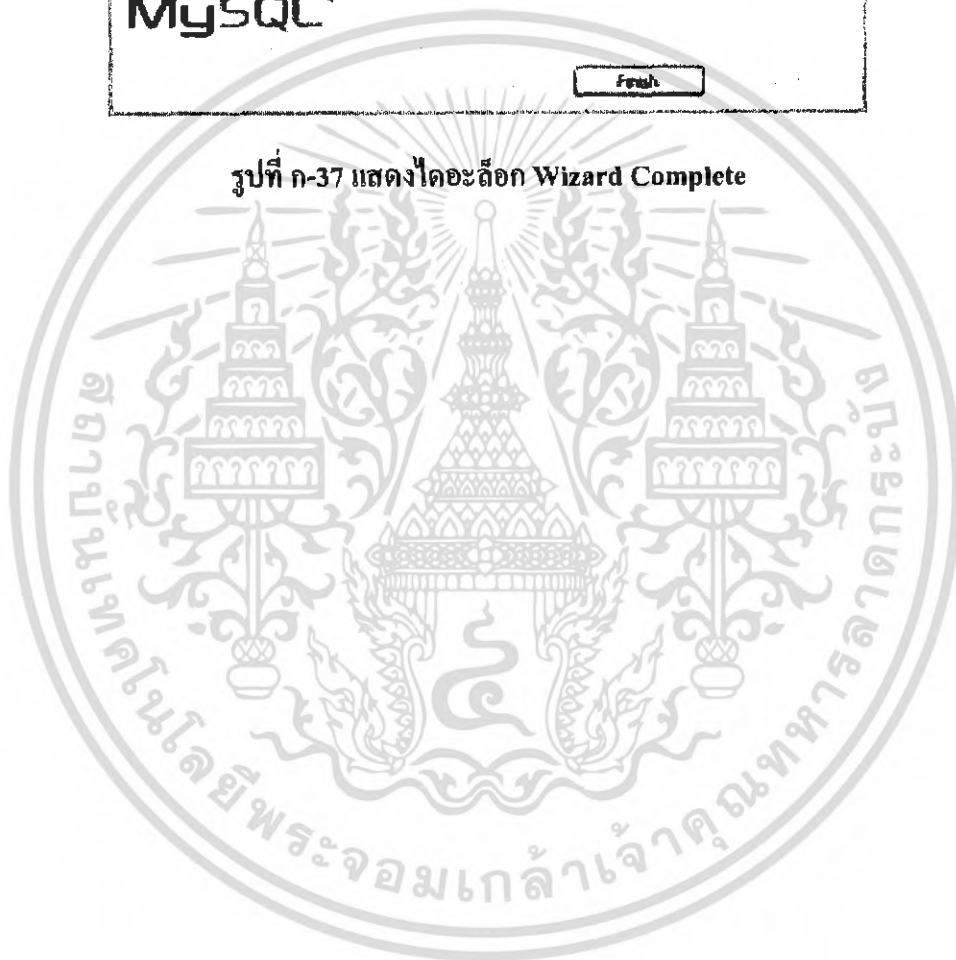 MySQL
Finish
รูปที่ ก-37 แสดงไดอะล็อก Wizard Complete
สถาบันเทคโนโลยีพระจอมเกล้าเจ้าคุณทหารลาดกระบัง